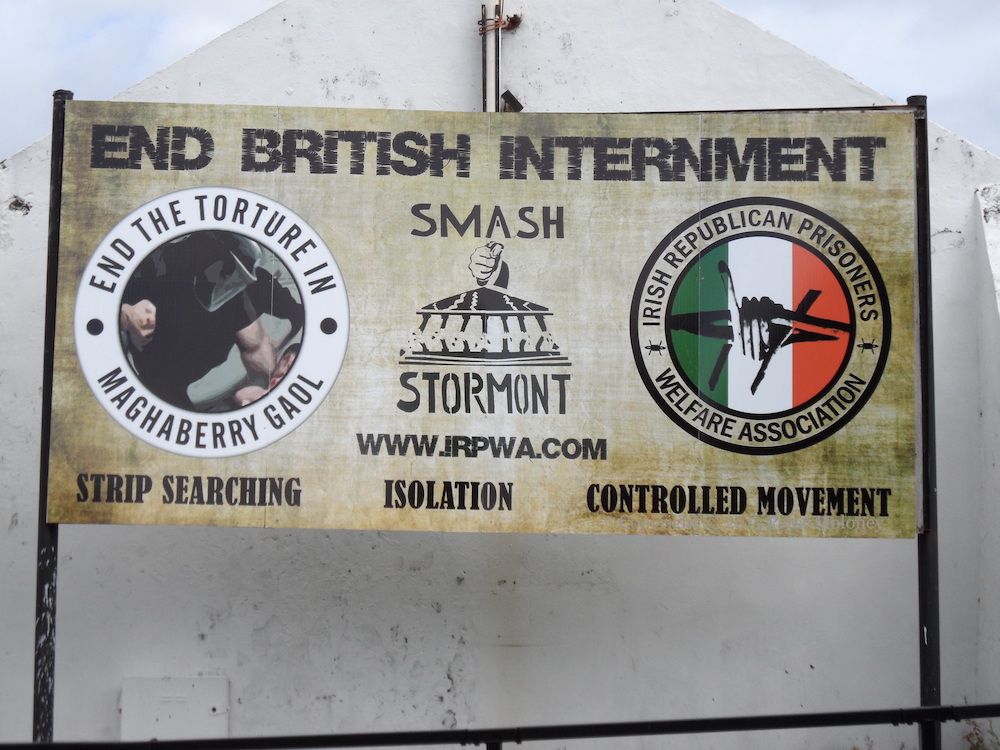 END BRITISH INTERNMENT
END THE TORTURE IN
MAGHABERRY GAOL
SMASH
STORMONT
WWW.IRPWA.COM
IRISH REPUBLICAN PRISONERS
WELFARE ASSOCIATION
STRIP SEARCHING
ISOLATION
CONTROLLED MOVEMENT